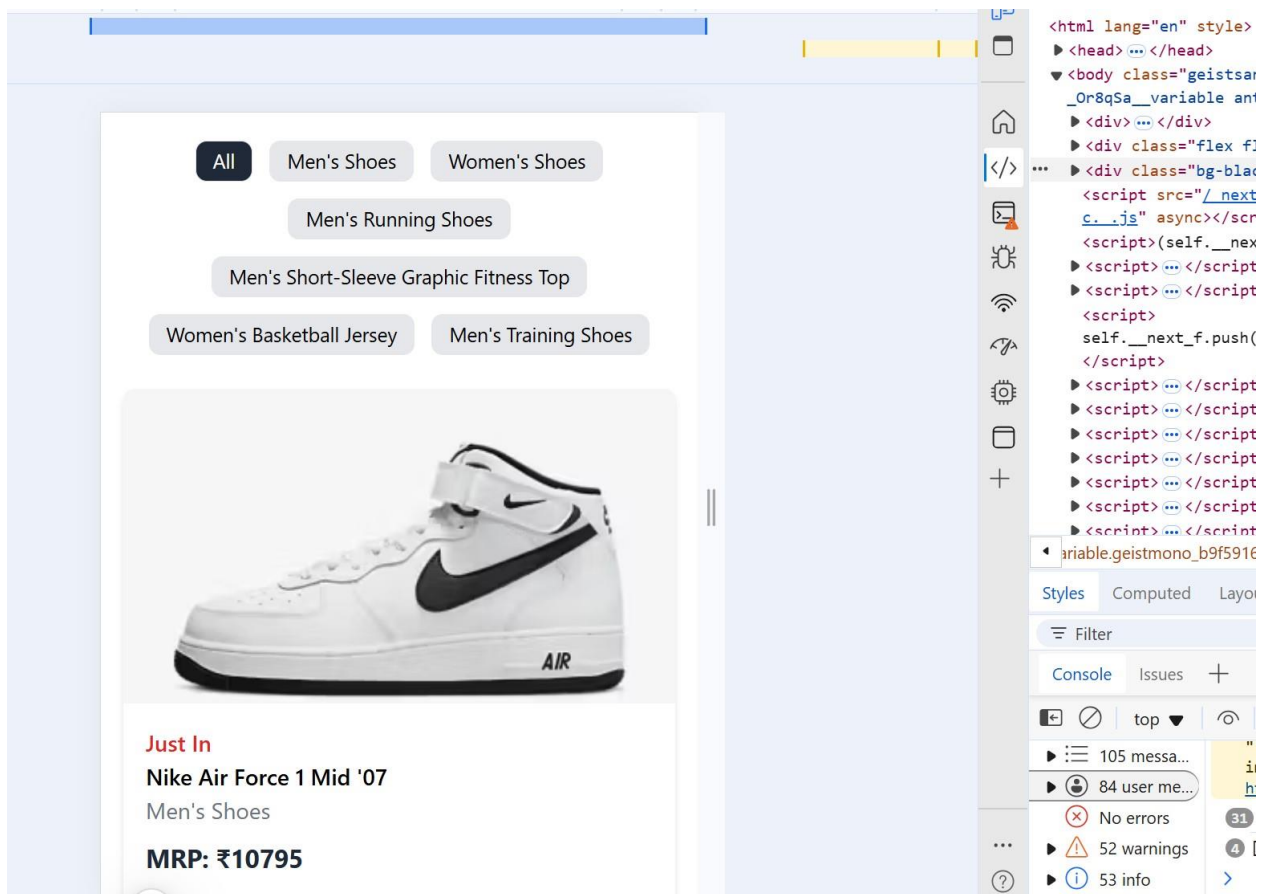 All
Men's Shoes
Women's Shoes
Men's Running Shoes
Men's Short-Sleeve Graphic Fitness Top
Women's Basketball Jersey
Men's Training Shoes
AIR
Just In
Nike Air Force 1 Mid '07
Men's Shoes
MRP: ₹10795
<html lang="en" style>
<head> ... </head>
<body class="geistsan
_Or8qSa__variable ant
<div> ... </div>
<div class="flex fl
... <div class="bg-blac
<script src="/_next
c. .js" async></scr
<script>(self.__nex
<script> ... </script
<script> ... </script
<script>
self.__next_f.push(
</script>
<script> ... </script
<script> ... </script
<script> ... </script
<script> ... </script
<script> ... </script
<script> ... </script
<script> ... </script
ariable.geistmono_b9f5916
Styles Computed Layou
Filter
Console Issues
top
105 messa...
84 user me...
No errors
52 warnings
53 info
31
4